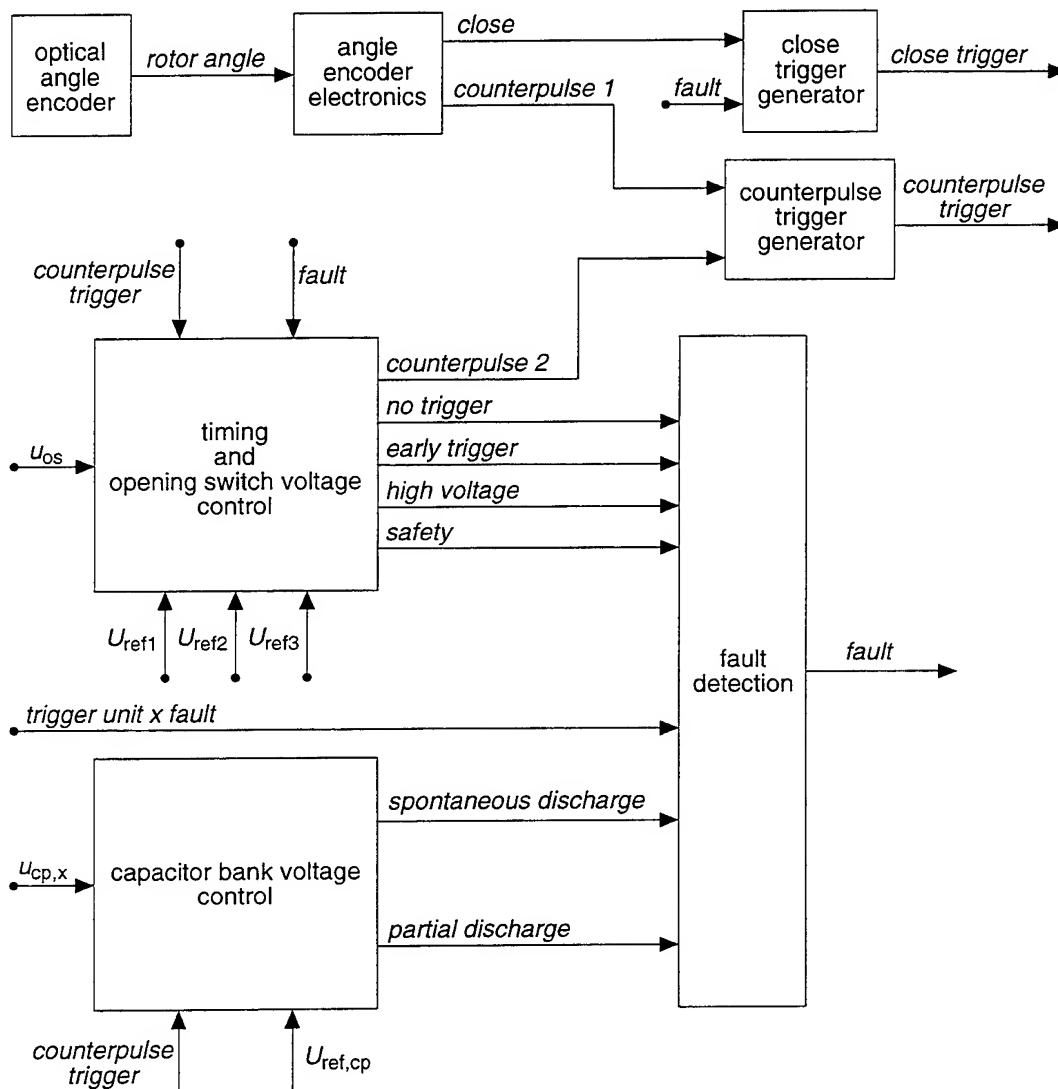 optical
angle
encoder
rotor angle
angle
encoder
electronics
close
counterpulse 1
fault
close
trigger
generator
close trigger
counterpulse
trigger
generator
counterpulse
trigger
counterpulse
trigger
fault
u_os
timing
and
opening switch voltage
control
counterpulse 2
no trigger
early trigger
high voltage
safety
U_ref1
U_ref2
U_ref3
fault
detection
fault
trigger unit x fault
u_cp,x
capacitor bank voltage
control
spontaneous discharge
partial discharge
counterpulse
trigger
U_ref,cp